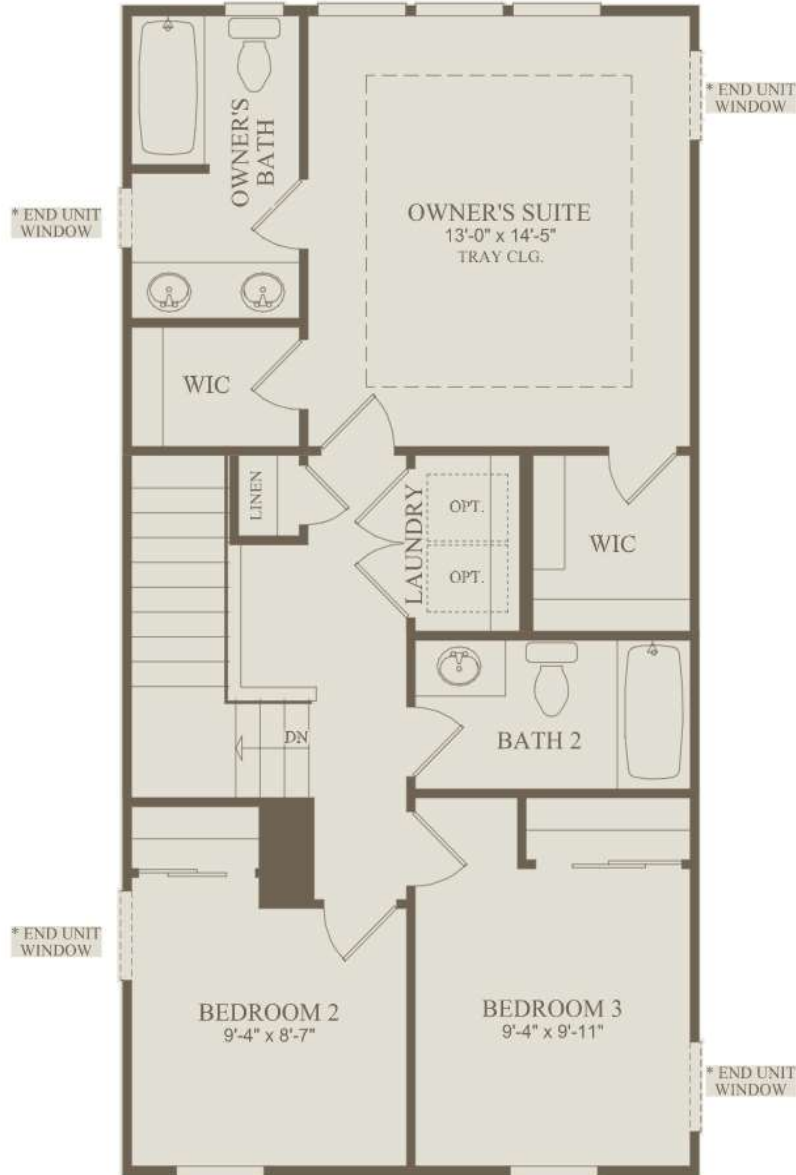 * END UNIT
WINDOW
OWNER'S
BATH
* END UNIT
WINDOW
OWNER'S SUITE
13'-0" x 14'-5"
TRAY CLG.
WIC
LINEN
LAUNDRY
OPT.
OPT.
WIC
DN
BATH 2
* END UNIT
WINDOW
BEDROOM 2
9'-4" x 8'-7"
BEDROOM 3
9'-4" x 9'-11"
* END UNIT
WINDOW